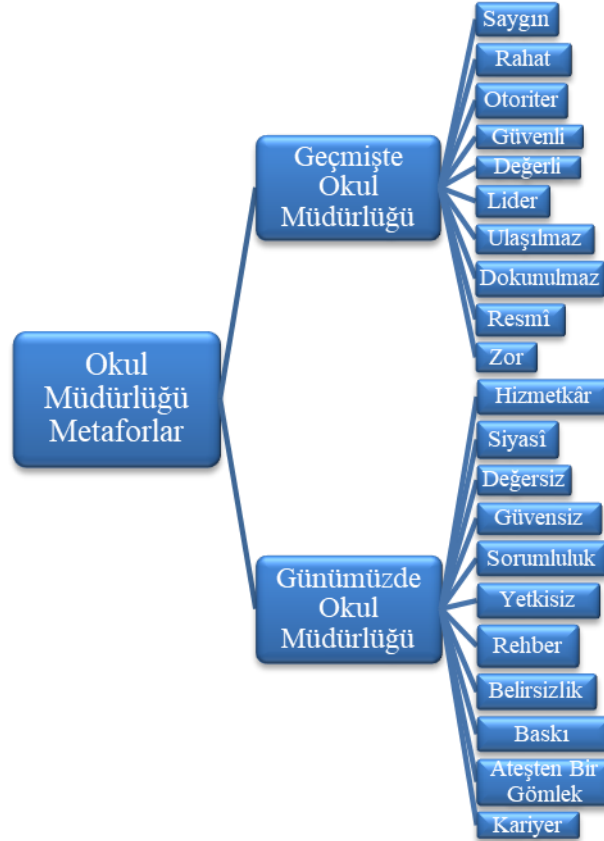 Okul
Müdürlüğü
Metaforlar
Geçmişte
Okul
Müdürlüğü
Saygın
Rahat
Otoriter
Güvenli
Değerli
Lider
Ulaşılmaz
Dokunulmaz
Resmî
Zor
Günümüzde
Okul
Müdürlüğü
Hizmetkâr
Siyasî
Değersiz
Güvensiz
Sorumluluk
Yetkisiz
Rehber
Belirsizlik
Baskı
Ateşten Bir
Gömlek
Kariyer